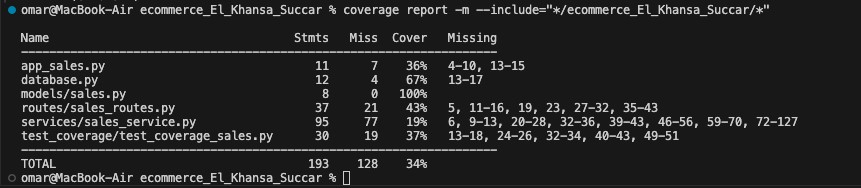 omar@MacBook-Air ecommerce_El_Khansa_Succar % coverage report -m --include="*/ecommerce_El_Khansa_Succar/*"
Name Stmts Miss Cover Missing
app_sales.py 11 7 36% 4-10, 13-15
database.py 12 4 67% 13-17
models/sales.py 8 0 100%
routes/sales_routes.py 37 21 43% 5, 11-16, 19, 23, 27-32, 35-43
services/sales_service.py 95 77 19% 6, 9-13, 20-28, 32-36, 39-43, 46-56, 59-70, 72-127
test_coverage/test_coverage_sales.py 30 19 37% 13-18, 24-26, 32-34, 40-43, 49-51
TOTAL 193 128 34%
omar@MacBook-Air ecommerce_El_Khansa_Succar %